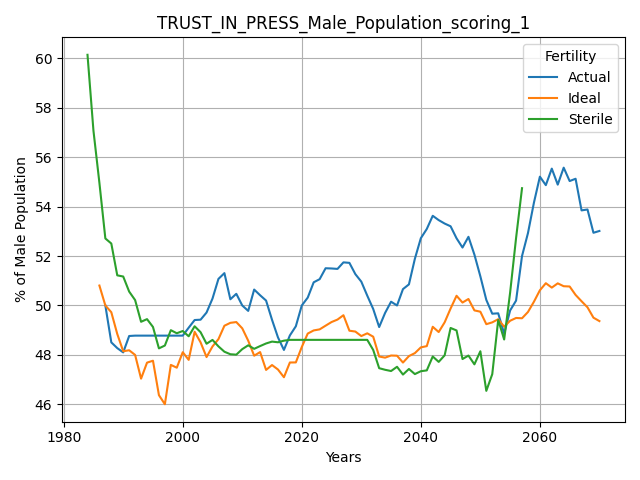 TRUST_IN_PRESS_Male_Population_scoring_1
Fertility
Actual
Ideal
Sterile
% of Male Population
60
58
56
54
52
50
48
46
1980
2000
2020
2040
2060
Years